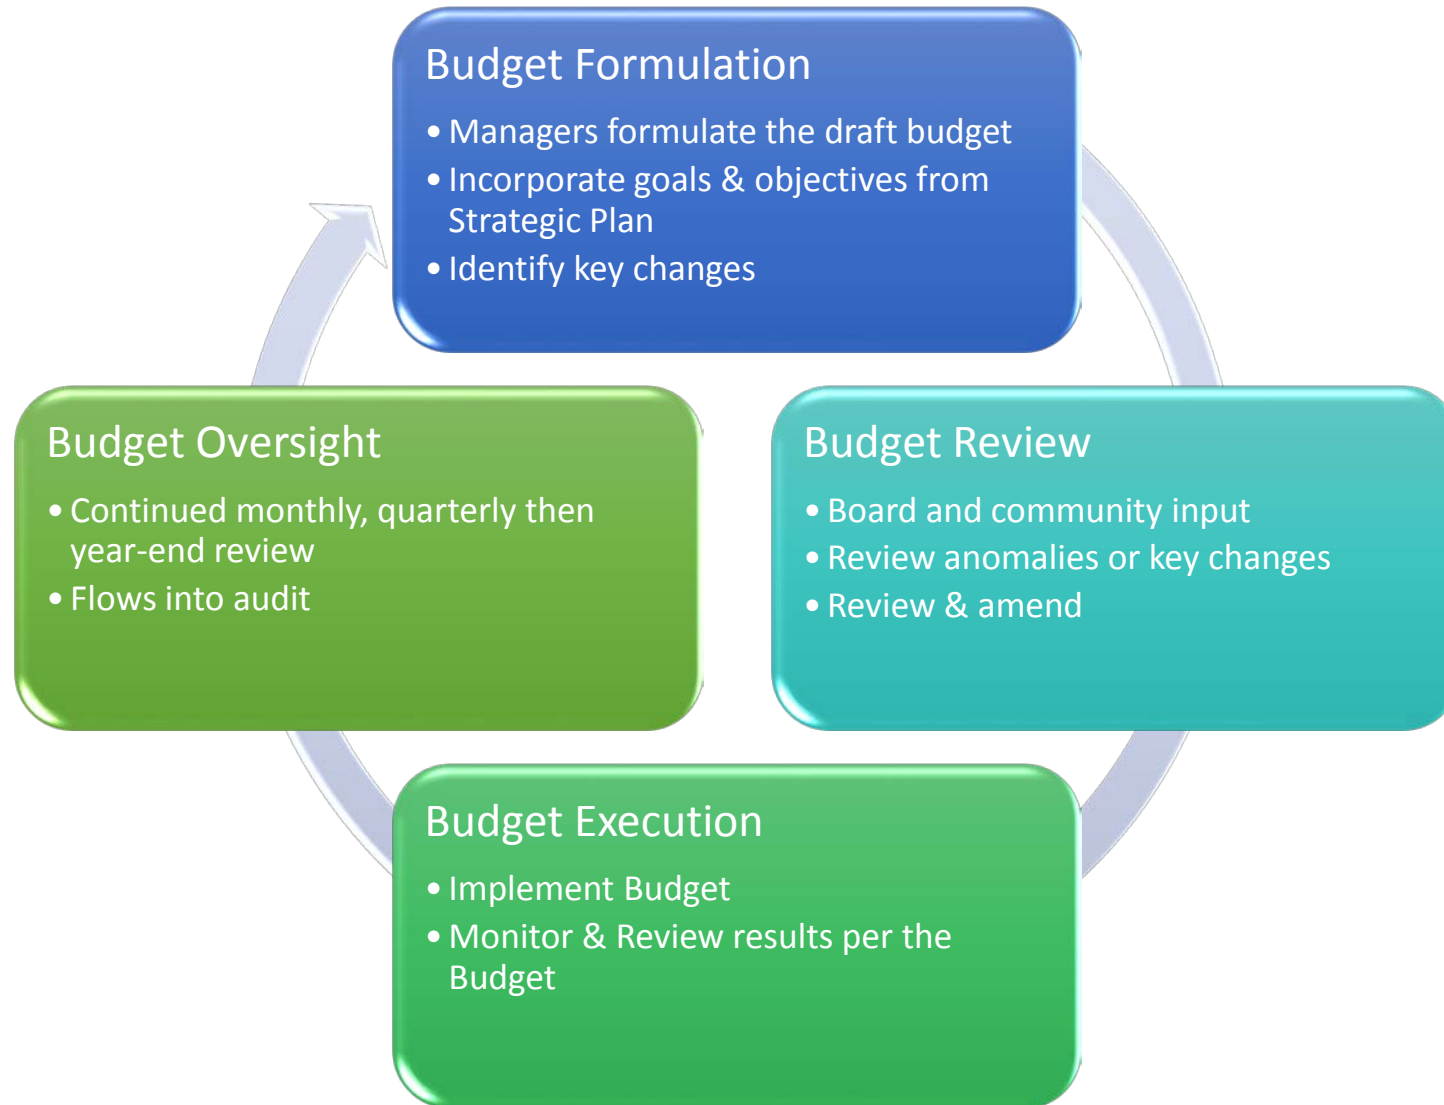 Budget Formulation
• Managers formulate the draft budget
• Incorporate goals & objectives from
Strategic Plan
• Identify key changes
Budget Oversight
• Continued monthly, quarterly then
year-end review
• Flows into audit
Budget Review
• Board and community input
• Review anomalies or key changes
• Review & amend
Budget Execution
• Implement Budget
• Monitor & Review results per the
Budget